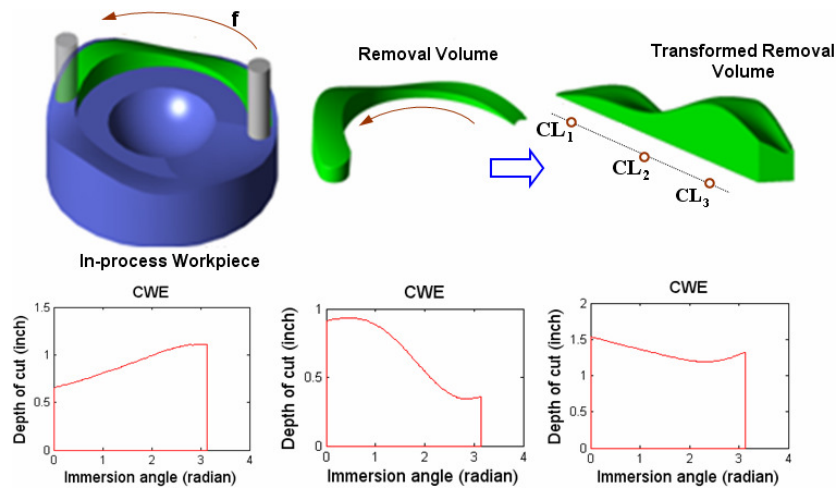 f
Removal Volume
Transformed Removal
Volume
CL1
CL2
CL3
In-process Workpiece
CWE
Depth of cut (inch)
1.5
1
0.5
0
0 1 2 3 4
Immersion angle (radian)
CWE
Depth of cut (inch)
1
0.5
0
0 1 2 3 4
Immersion angle (radian)
CWE
Depth of cut (inch)
2
1.5
1
0.5
0
0 1 2 3 4
Immersion angle (radian)